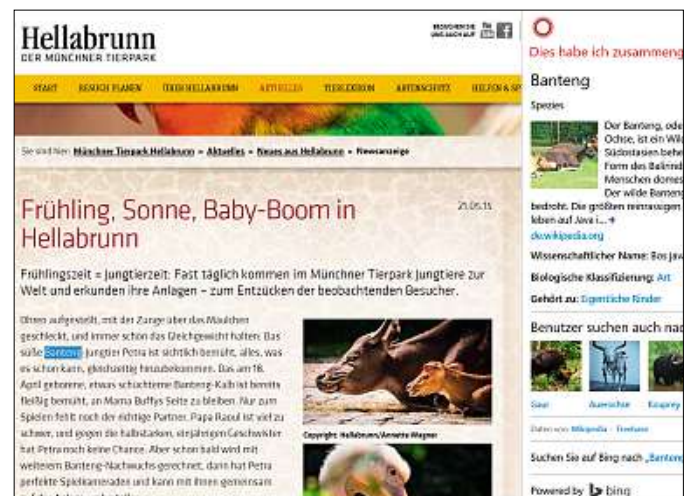 Hellabrunn
DER MÜNCHNER TIERPARK
BESUCHEN SIE
UNS AUCH AUF
START BESUCH PLANEN ÜBER HELLABRUNN AKTUELLES TIERLEXIKON ARTENSCHUTZ HELFEN & SP
Sie sind hier: Münchner Tierpark Hellabrunn » Aktuelles » Neues aus Hellabrunn » Newsanzeige
Frühling, Sonne, Baby-Boom in
Hellabrunn
21.05.15
Frühlingszeit = Jungtierzeit: Fast täglich kommen im Münchner Tierpark Jungtiere zur
Welt und erkunden ihre Anlagen – zum Entzücken der beobachtenden Besucher.
Ohren aufgestellt, mit der Zunge über das Mäulchen
geschleckt, und immer schön das Gleichgewicht halten: Das
süße Banteng-Jungtier Petra ist sichtlich bemüht, alles, was
es schon kann, gleichzeitig hinzubekommen. Das am 18.
April geborene, etwas schüchterne Banteng-Kalb ist bereits
fleißig bemüht, an Mama Buffys Seite zu bleiben. Nur zum
Spielen fehlt noch der richtige Partner. Papa Raoul ist viel zu
schwer, und gegen die halbstarken, einjährigen Geschwister
hat Petra noch keine Chance. Aber schon bald wird mit
weiterem Banteng-Nachwuchs gerechnet, dann hat Petra
perfekte Spielkameraden und kann mit ihnen gemeinsam
Copyright: Hellabrunn/Annette Wagner
Dies habe ich zusammeng
Banteng
Spezies
Der Banteng, ode
Ochse, ist ein Wild
Südostasien behe
Form des Balirind
Menschen domes
Der wilde Banteng
bedroht. Die größten reinrassigen
leben auf Java i... +
de.wikipedia.org
Wissenschaftlicher Name: Bos jav
Biologische Klassifizierung: Art
Gehört zu: Eigentliche Rinder
Benutzer suchen auch nac
Gaur Auerochse Kouprey
Daten von: Wikipedia · Freebase
Suchen Sie auf Bing nach „Banteng
Powered by bing